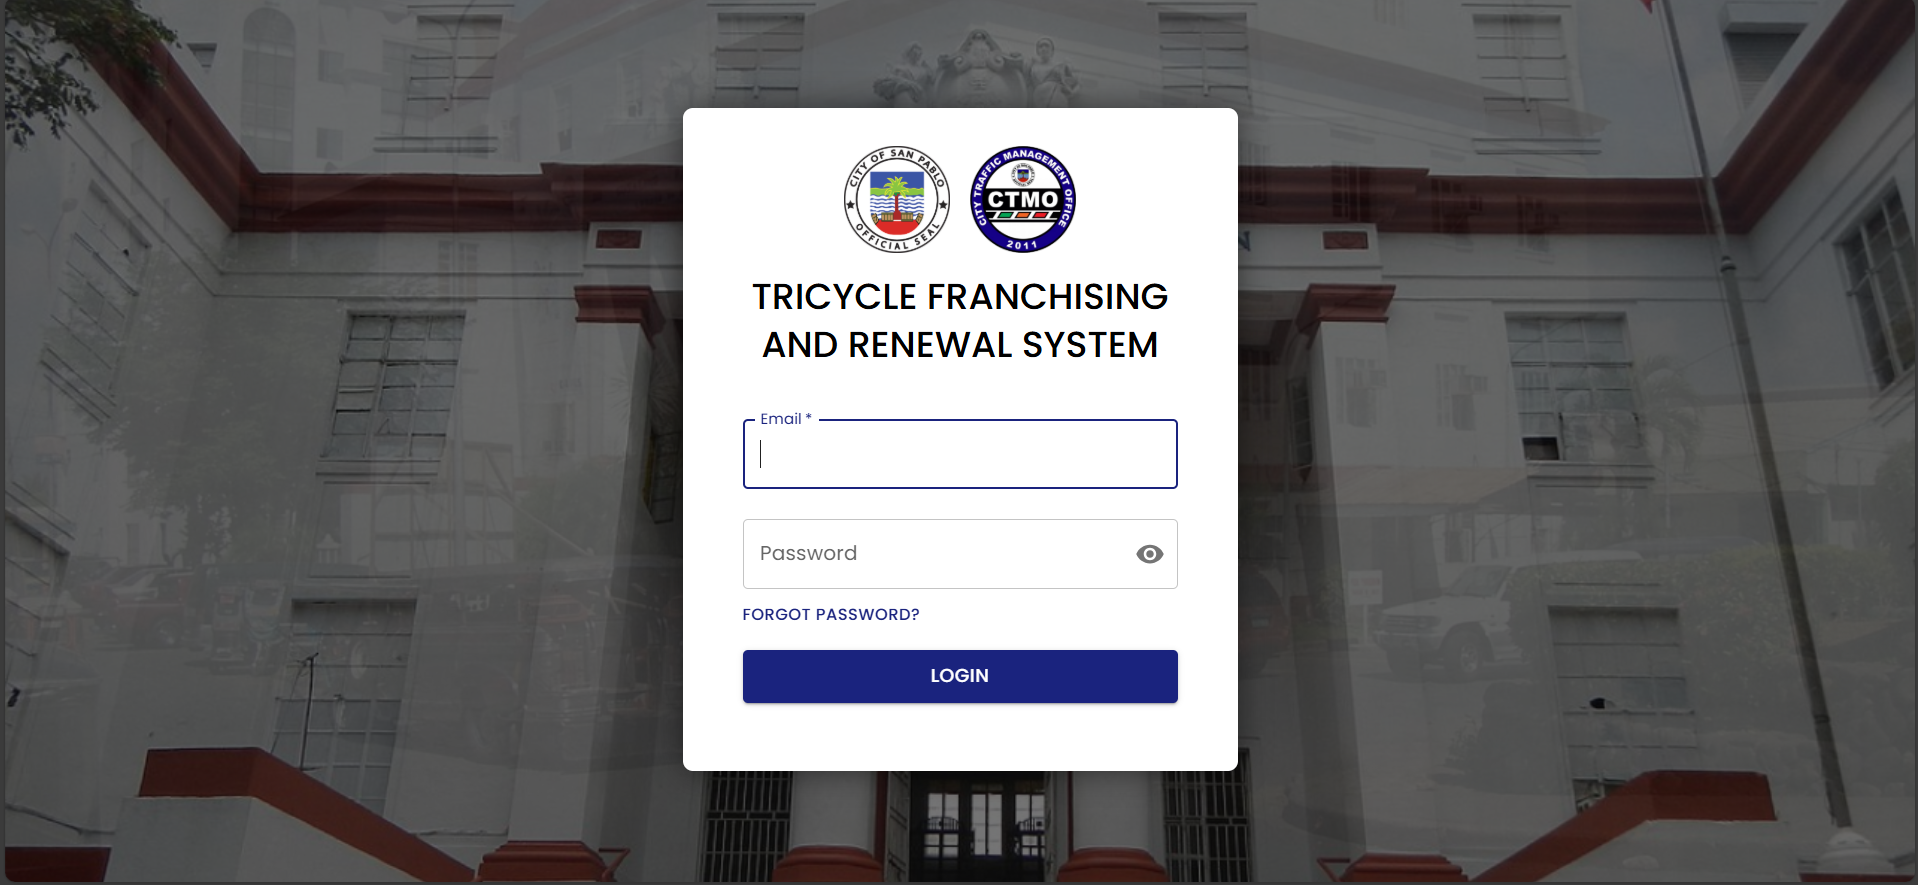 CITY OF SAN PABLO
OFFICIAL SEAL
CITY TRAFFIC MANAGEMENT OFFICE
CTMO
2011
TRICYCLE FRANCHISING
AND RENEWAL SYSTEM
Email *
Password
FORGOT PASSWORD?
LOGIN